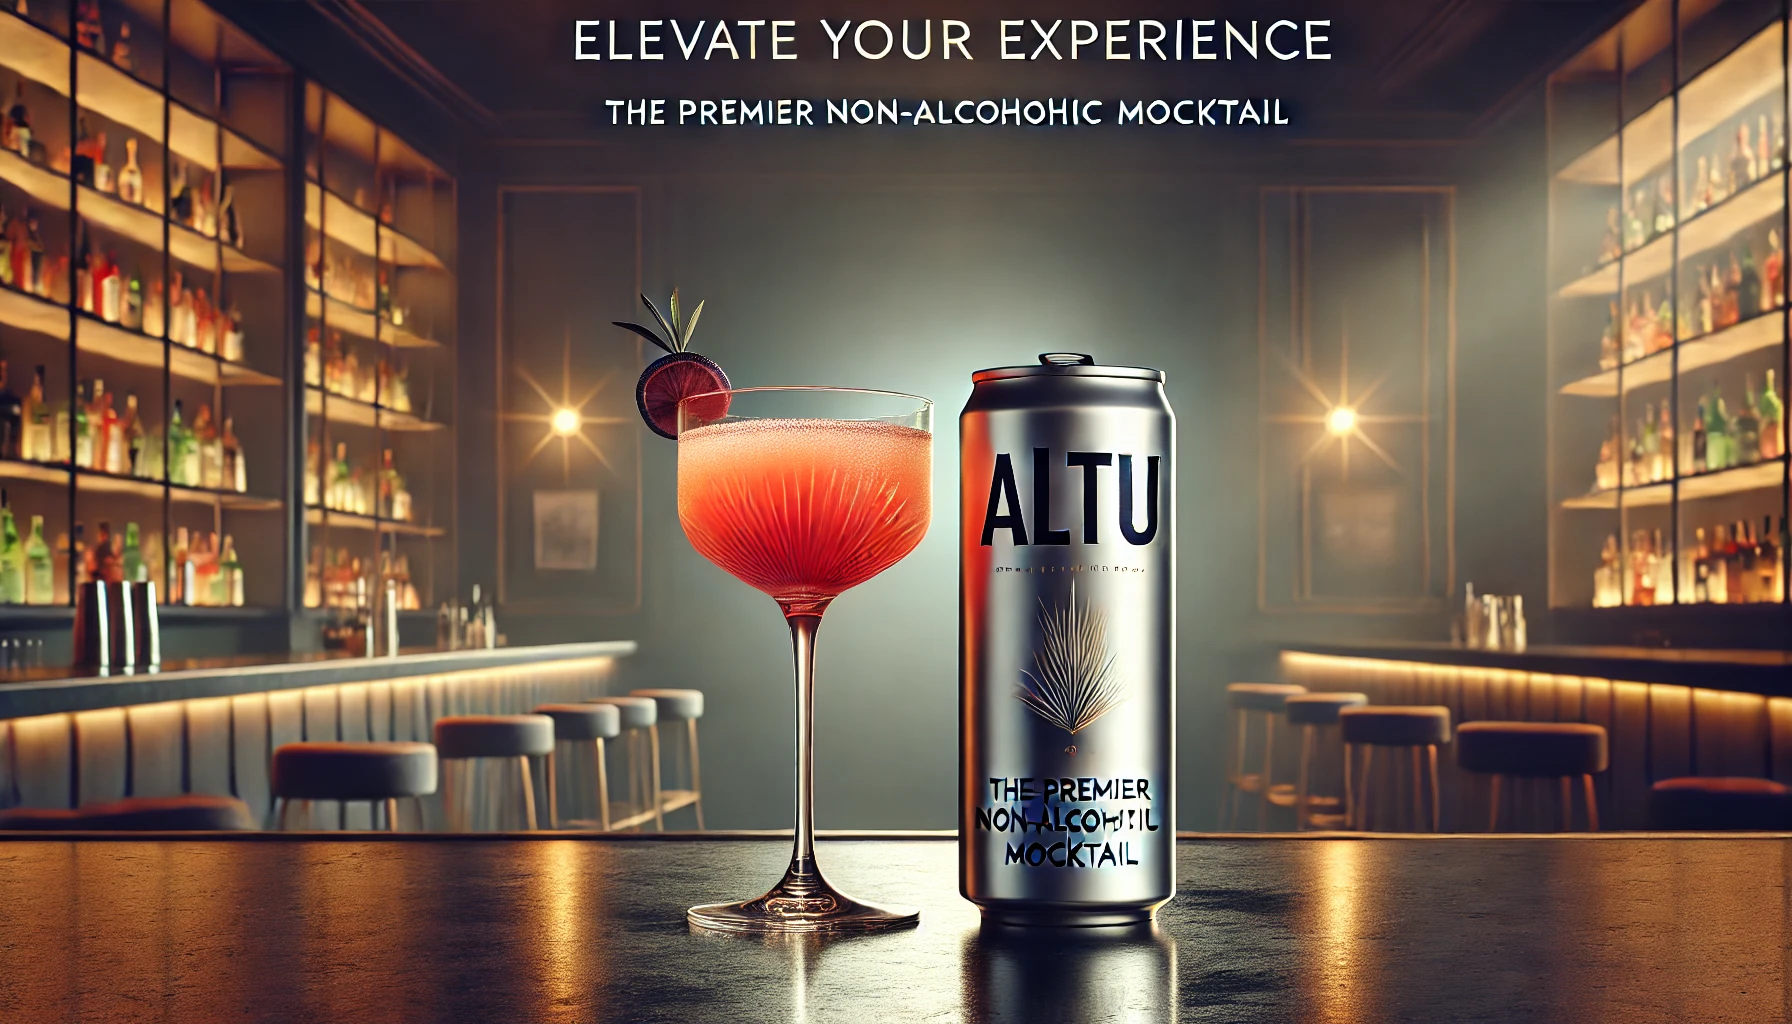 ELEVATE YOUR EXPERIENCE
THE PREMIER NON-ALCOHOHIC MOCKTAIL
ALTU
THE PREMIER
MOCKTAIL